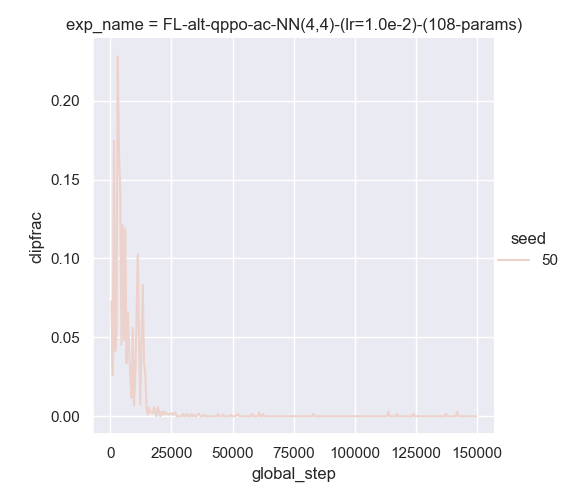 exp_name = FL-alt-qppo-ac-NN(4,4)-(lr=1.0e-2)-(108-params)
0.20
0.15
0.10
0.05
0.00
clipfrac
0 25000 50000 75000 100000 125000 150000
global_step
seed
50